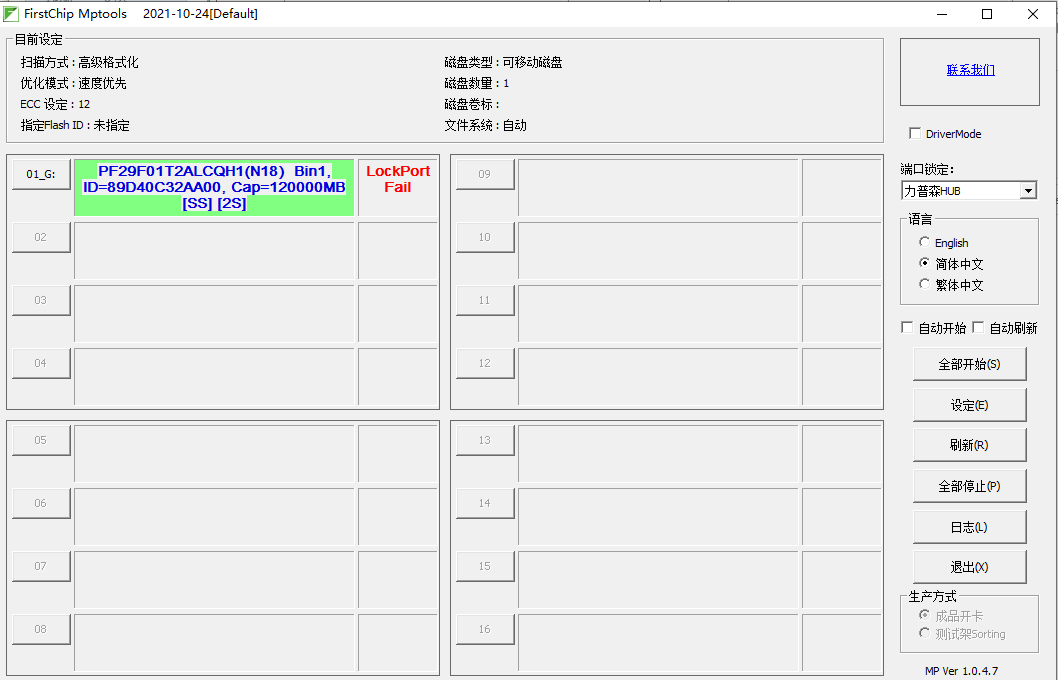 FirstChip Mptools 2021-10-24[Default]
目前设定
扫描方式 : 高级格式化
优化模式 : 速度优先
ECC 设定 : 12
指定Flash ID : 未指定
磁盘类型 : 可移动磁盘
磁盘数量 : 1
磁盘卷标 :
文件系统 : 自动
01_G:
PF29F01T2ALCQH1(N18) Bin1,
ID=89D40C32AA00, Cap=120000MB
[SS] [2S]
LockPort
Fail
02
03
04
05
06
07
08
09
10
11
12
13
14
15
16
联系我们
DriverMode
端口锁定:
力普森HUB
语言
English
简体中文
繁体中文
自动开始 自动刷新
全部开始(S)
设定(E)
刷新(R)
全部停止(P)
日志(L)
退出(X)
生产方式
成品开卡
测试架Sorting
MP Ver 1.0.4.7